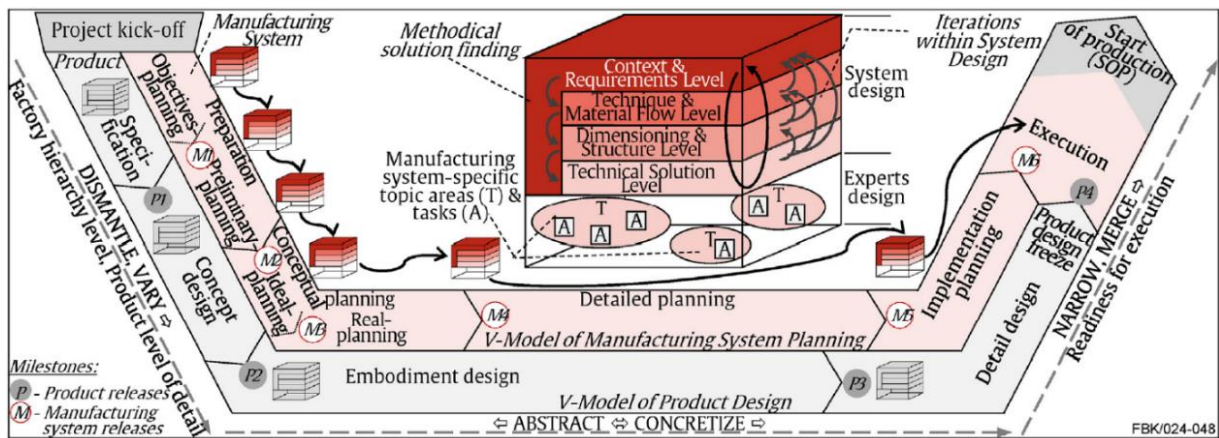 Project kick-off
Manufacturing
System
Product
Speci-
fication
Objectives-
planning
Preparation
Preliminary
planning
Concept
design
Conceptual
Ideal-
planning
planning
Real-
planning
M1
M2
M3
M4
M5
M6
P1
P2
P3
P4
Methodical
solution finding
Context &
Requirements Level
Technique &
Material Flow Level
Dimensioning &
Structure Level
Technical Solution
Level
Iterations
within System
Design
System
design
Experts
design
Manufacturing
system-specific
topic areas (T) &
tasks (A)
T
A
A
A
T
A
A
T
A
Detailed planning
V-Model of Manufacturing System Planning
Embodiment design
V-Model of Product Design
Implementation
planning
Execution
Start
of production
(SOP)
Product
design
freeze
Detail design
DISMANTLE, VARY ⇨
Factory hierarchy level, Product level of detail
NARROW, MERGE ⇨
Readiness for execution
⇦ ABSTRACT ⇔ CONCRETIZE ⇨
Milestones:
P - Product releases
M - Manufacturing
system releases
FBK/024-048